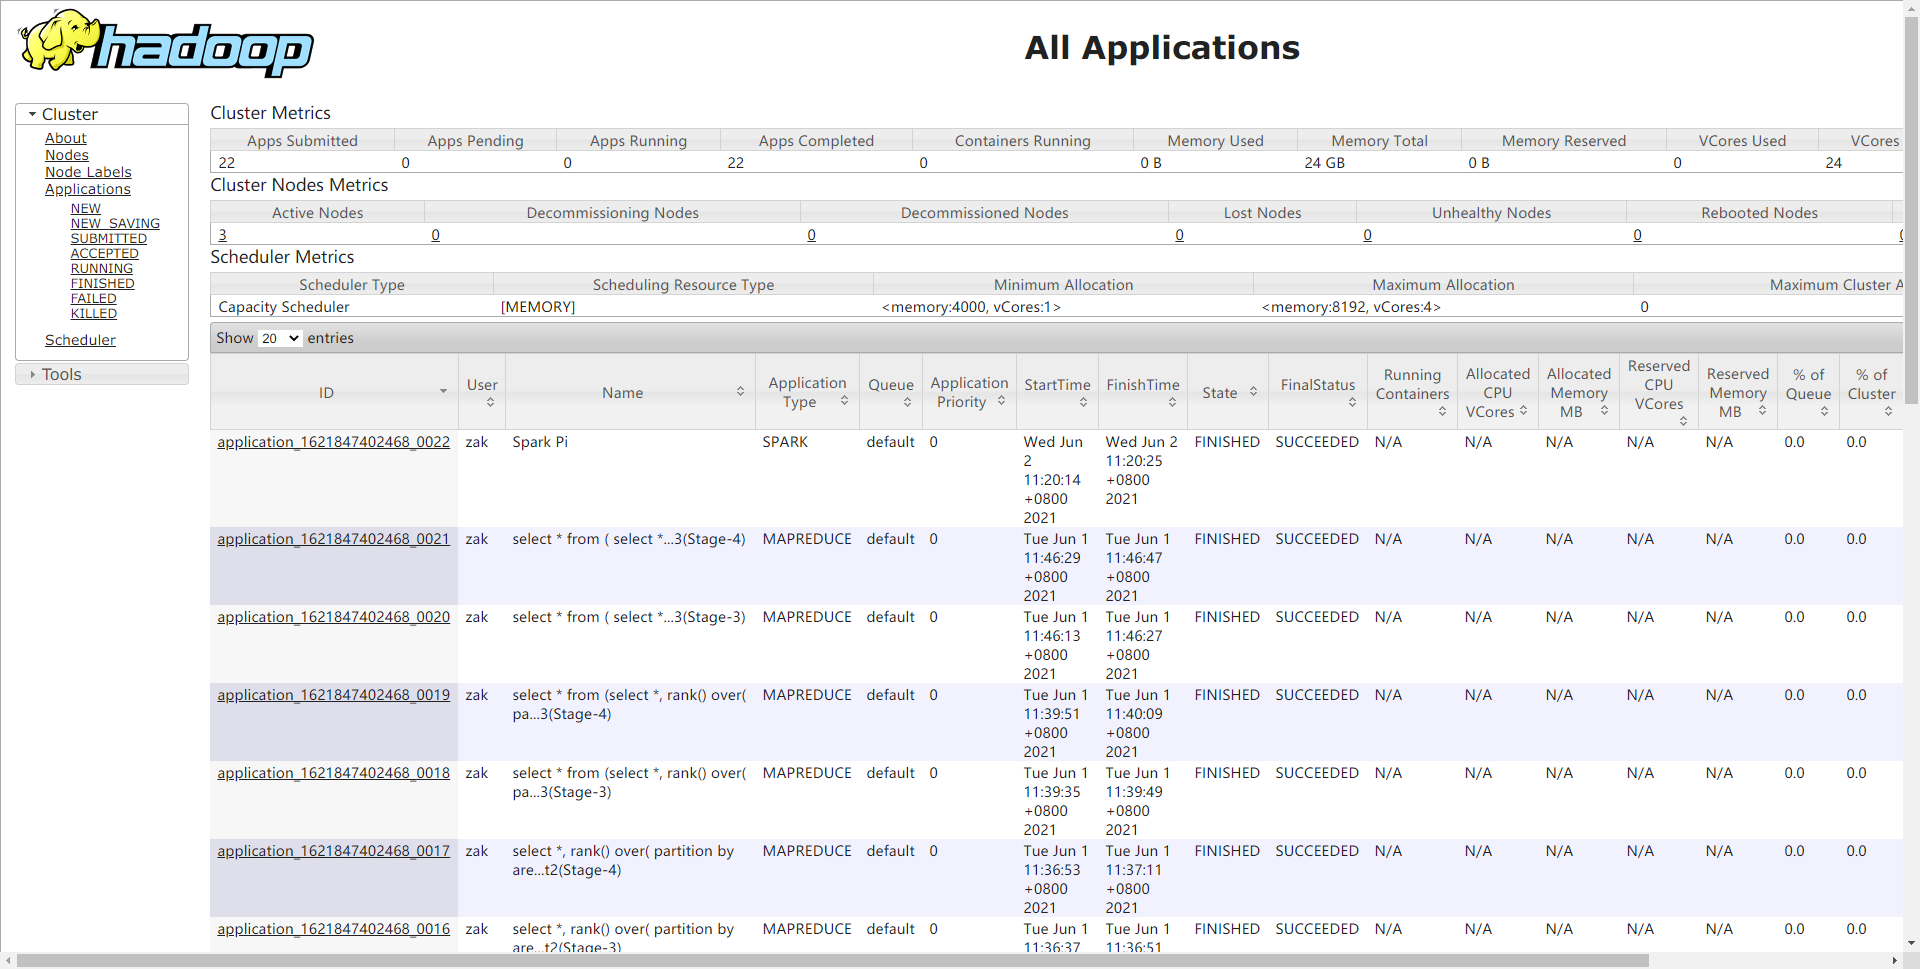 hadoop
All Applications
Cluster
About
Nodes
Node Labels
Applications
NEW
NEW_SAVING
SUBMITTED
ACCEPTED
RUNNING
FINISHED
FAILED
KILLED
Scheduler
Tools
Cluster Metrics
Apps Submitted Apps Pending Apps Running Apps Completed Containers Running Memory Used Memory Total Memory Reserved VCores Used VCores
22 0 0 22 0 0 B 24 GB 0 B 0 24
Cluster Nodes Metrics
Active Nodes Decommissioning Nodes Decommissioned Nodes Lost Nodes Unhealthy Nodes Rebooted Nodes
3 0 0 0 0 0
Scheduler Metrics
Scheduler Type Scheduling Resource Type Minimum Allocation Maximum Allocation Maximum Cluster A
Capacity Scheduler [MEMORY] <memory:4000, vCores:1> <memory:8192, vCores:4> 0
Show 20 entries
ID User Name Application Type Queue Application Priority StartTime FinishTime State FinalStatus Running Containers Allocated CPU VCores Allocated Memory MB Reserved CPU VCores Reserved Memory MB % of Queue % of Cluster
application_1621847402468_0022 zak Spark Pi SPARK default 0 Wed Jun 2 11:20:14 +0800 2021 Wed Jun 2 11:20:25 +0800 2021 FINISHED SUCCEEDED N/A N/A N/A N/A N/A 0.0 0.0
application_1621847402468_0021 zak select * from ( select *...3(Stage-4) MAPREDUCE default 0 Tue Jun 1 11:46:29 +0800 2021 Tue Jun 1 11:46:47 +0800 2021 FINISHED SUCCEEDED N/A N/A N/A N/A N/A 0.0 0.0
application_1621847402468_0020 zak select * from ( select *...3(Stage-3) MAPREDUCE default 0 Tue Jun 1 11:46:13 +0800 2021 Tue Jun 1 11:46:27 +0800 2021 FINISHED SUCCEEDED N/A N/A N/A N/A N/A 0.0 0.0
application_1621847402468_0019 zak select * from (select *, rank() over( pa...3(Stage-4) MAPREDUCE default 0 Tue Jun 1 11:39:51 +0800 2021 Tue Jun 1 11:40:09 +0800 2021 FINISHED SUCCEEDED N/A N/A N/A N/A N/A 0.0 0.0
application_1621847402468_0018 zak select * from (select *, rank() over( pa...3(Stage-3) MAPREDUCE default 0 Tue Jun 1 11:39:35 +0800 2021 Tue Jun 1 11:39:49 +0800 2021 FINISHED SUCCEEDED N/A N/A N/A N/A N/A 0.0 0.0
application_1621847402468_0017 zak select *, rank() over( partition by are...t2(Stage-4) MAPREDUCE default 0 Tue Jun 1 11:36:53 +0800 2021 Tue Jun 1 11:37:11 +0800 2021 FINISHED SUCCEEDED N/A N/A N/A N/A N/A 0.0 0.0
application_1621847402468_0016 zak select *, rank() over( partition by are...t2(Stage-3) MAPREDUCE default 0 Tue Jun 1 11:36:37 Tue Jun 1 11:36:51 FINISHED SUCCEEDED N/A N/A N/A N/A N/A 0.0 0.0